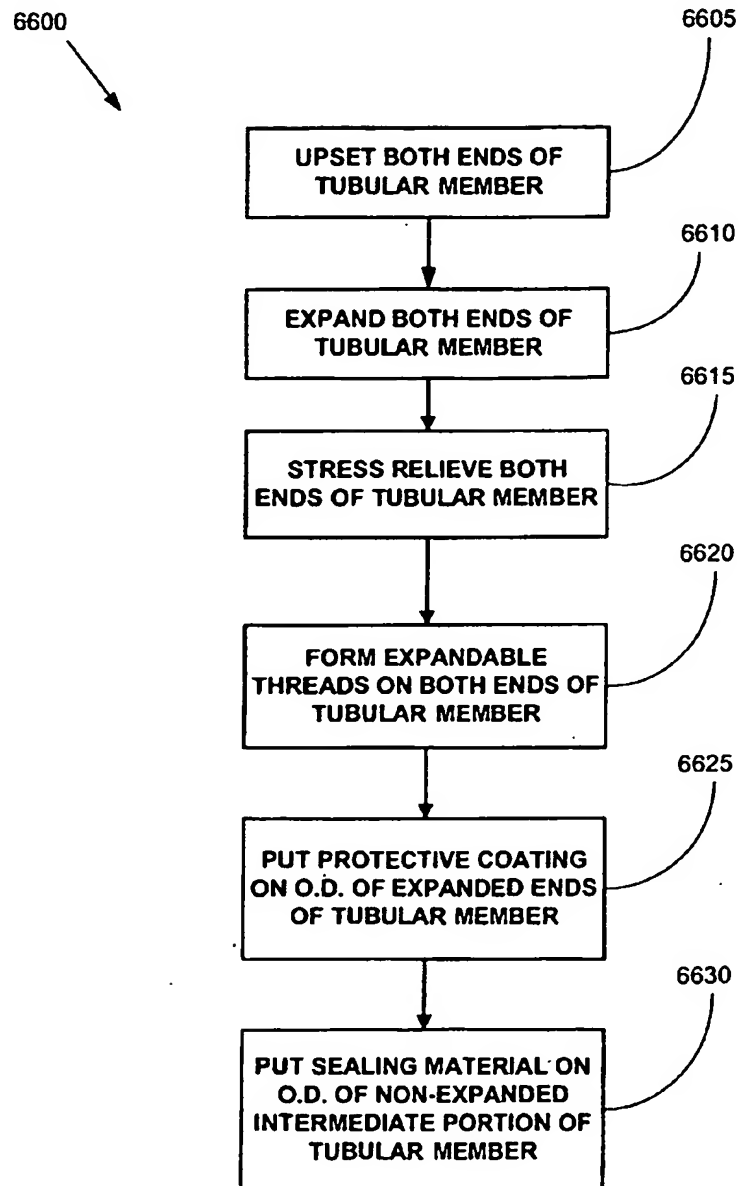 6600
6605
UPSET BOTH ENDS OF
TUBULAR MEMBER
6610
EXPAND BOTH ENDS OF
TUBULAR MEMBER
6615
STRESS RELIEVE BOTH
ENDS OF TUBULAR MEMBER
6620
FORM EXPANDABLE
THREADS ON BOTH ENDS OF
TUBULAR MEMBER
6625
PUT PROTECTIVE COATING
ON O.D. OF EXPANDED ENDS
OF TUBULAR MEMBER
6630
PUT SEALING MATERIAL ON
O.D. OF NON-EXPANDED
INTERMEDIATE PORTION OF
TUBULAR MEMBER